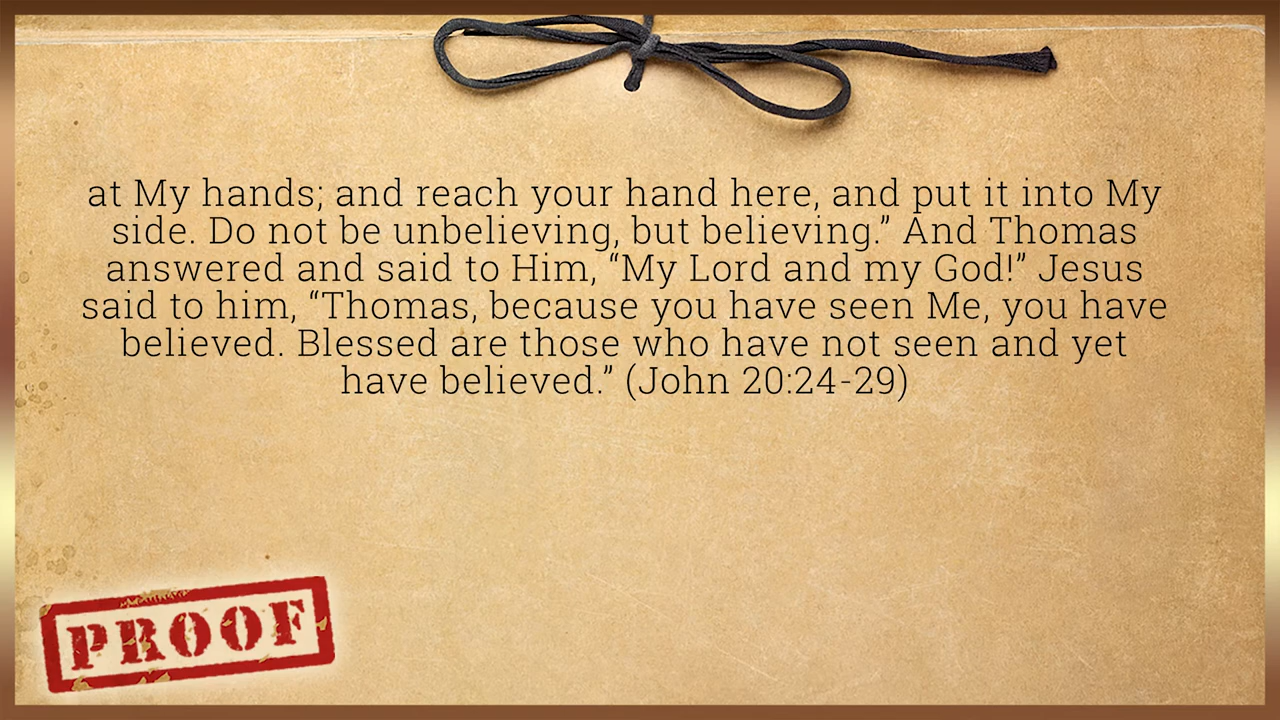 at My hands; and reach your hand here, and put it into My
side. Do not be unbelieving, but believing.” And Thomas
answered and said to Him, “My Lord and my God!” Jesus
said to him, “Thomas, because you have seen Me, you have
believed. Blessed are those who have not seen and yet
have believed.” (John 20:24-29)
PROOF